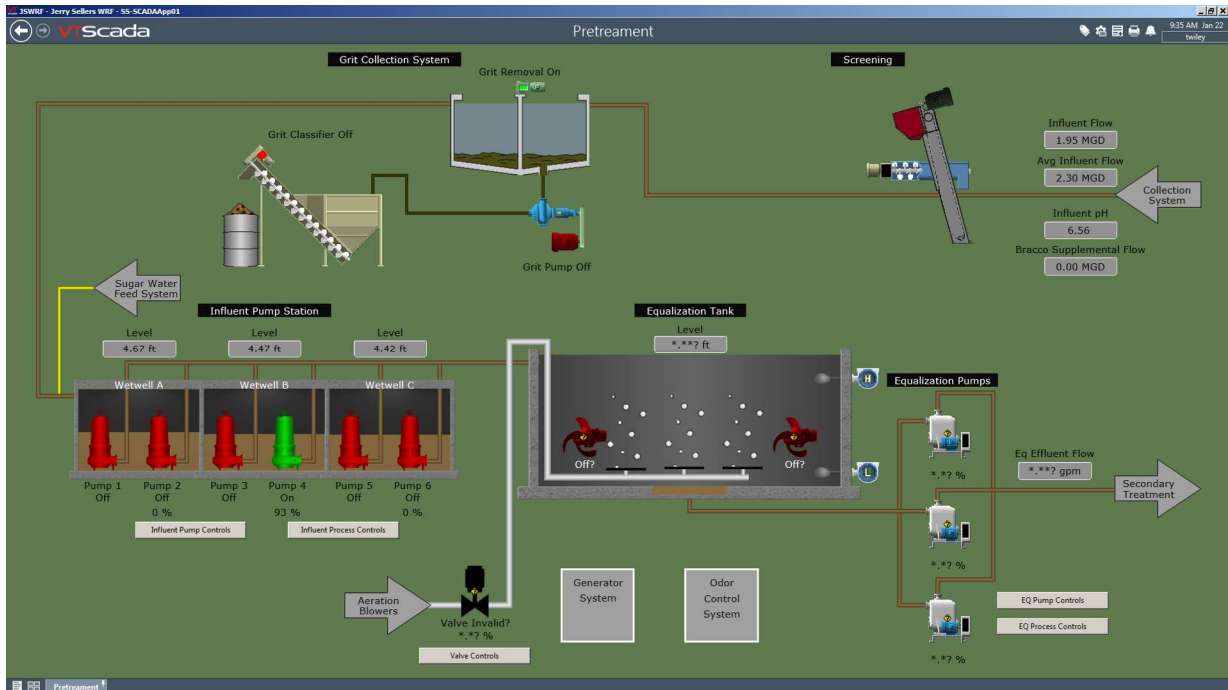 JSWRF - Jerry Sellers WRF - SS-SCADAApp01
VTScada
Pretreament
9:35 AM Jan 22
twiley
Grit Collection System
Screening
Grit Removal On
Grit Classifier Off
Grit Pump Off
Influent Flow
1.95 MGD
Avg Influent Flow
2.30 MGD
Influent pH
6.56
Bracco Supplemental Flow
0.00 MGD
Collection
System
Sugar Water
Feed System
Influent Pump Station
Level
4.67 ft
Level
4.47 ft
Level
4.42 ft
Wetwell A
Wetwell B
Wetwell C
Pump 1
Off
Pump 2
Off
0 %
Pump 3
Off
Pump 4
On
93 %
Pump 5
Off
Pump 6
Off
0 %
Influent Pump Controls
Influent Process Controls
Equalization Tank
Level
*.**? ft
Off?
Off?
H
L
Equalization Pumps
*.*? %
*.*? %
*.*? %
Eq Effluent Flow
*.**? gpm
Secondary
Treatment
EQ Pump Controls
EQ Process Controls
Aeration
Blowers
Valve Invalid?
*.*? %
Valve Controls
Generator
System
Odor
Control
System
Pretreament